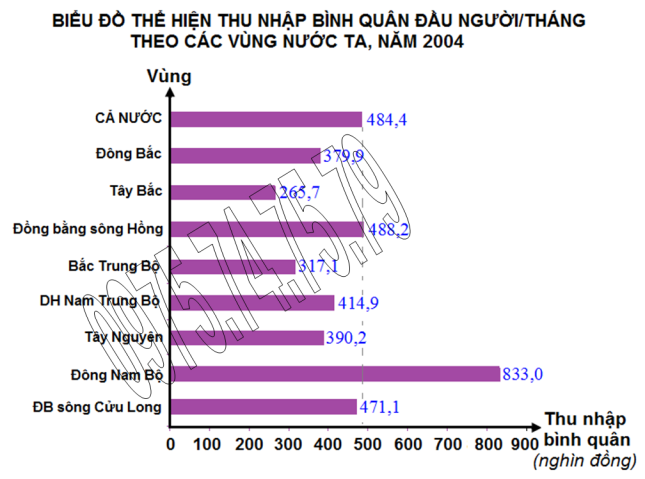 BIỂU ĐỒ THỂ HIỆN THU NHẬP BÌNH QUÂN ĐẦU NGƯỜI/THÁNG
THEO CÁC VÙNG NƯỚC TA, NĂM 2004
Vùng
CẢ NƯỚC 484,4
Đông Bắc 379,9
Tây Bắc 265,7
Đồng bằng sông Hồng 488,2
Bắc Trung Bộ 317,1
DH Nam Trung Bộ 414,9
Tây Nguyên 390,2
Đông Nam Bộ 833,0
ĐB sông Cửu Long 471,1
0 100 200 300 400 500 600 700 800 900
Thu nhập
bình quân
(nghìn đồng)